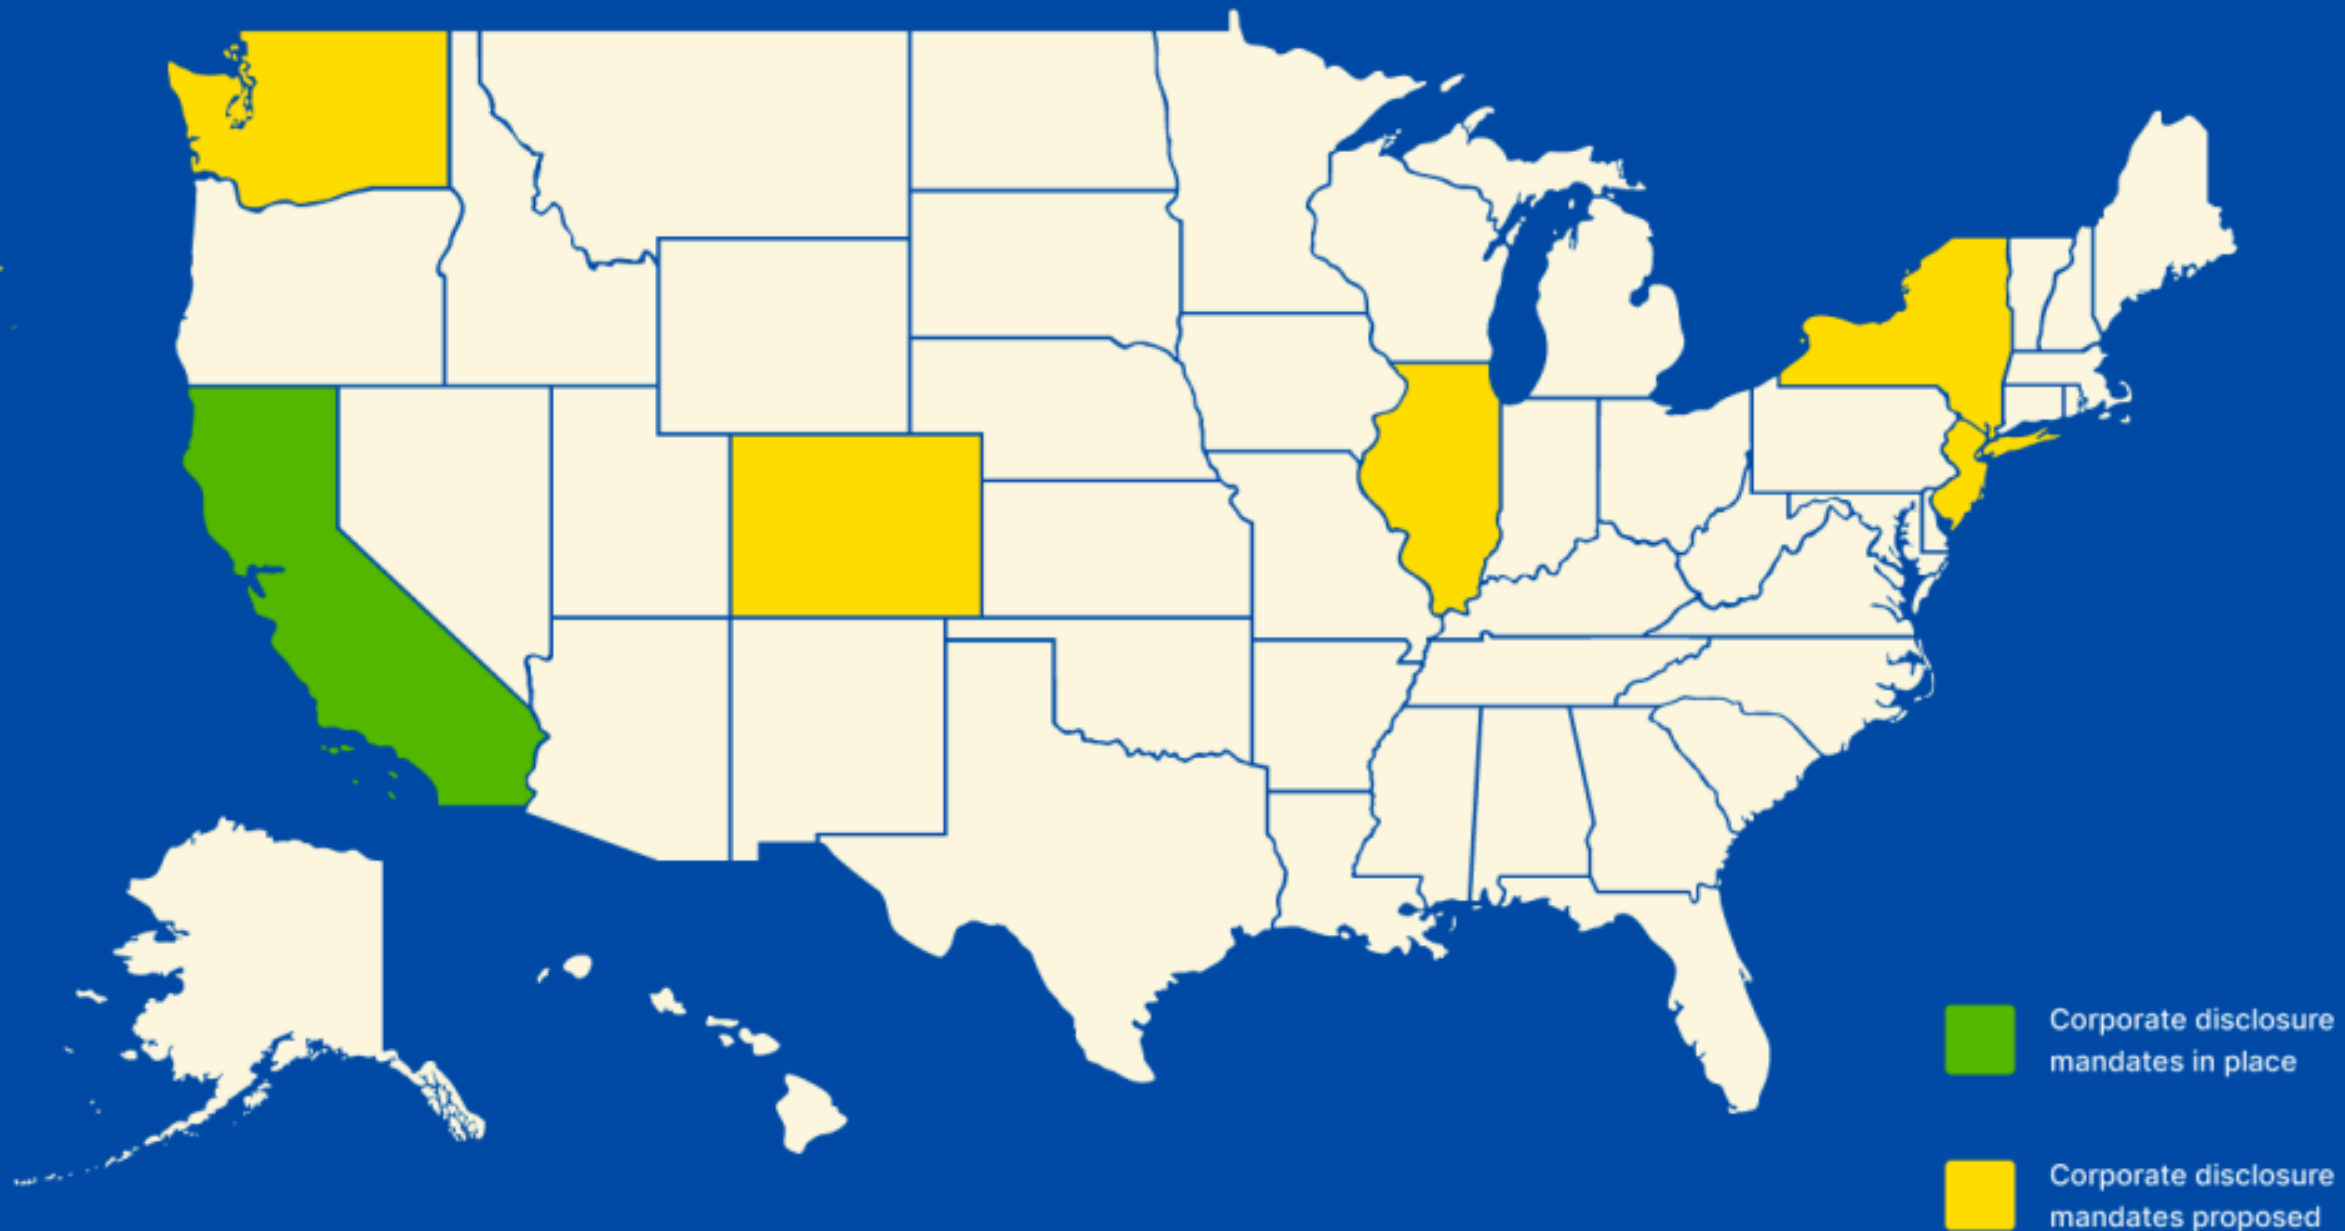 Corporate disclosure
mandates in place
Corporate disclosure
mandates proposed